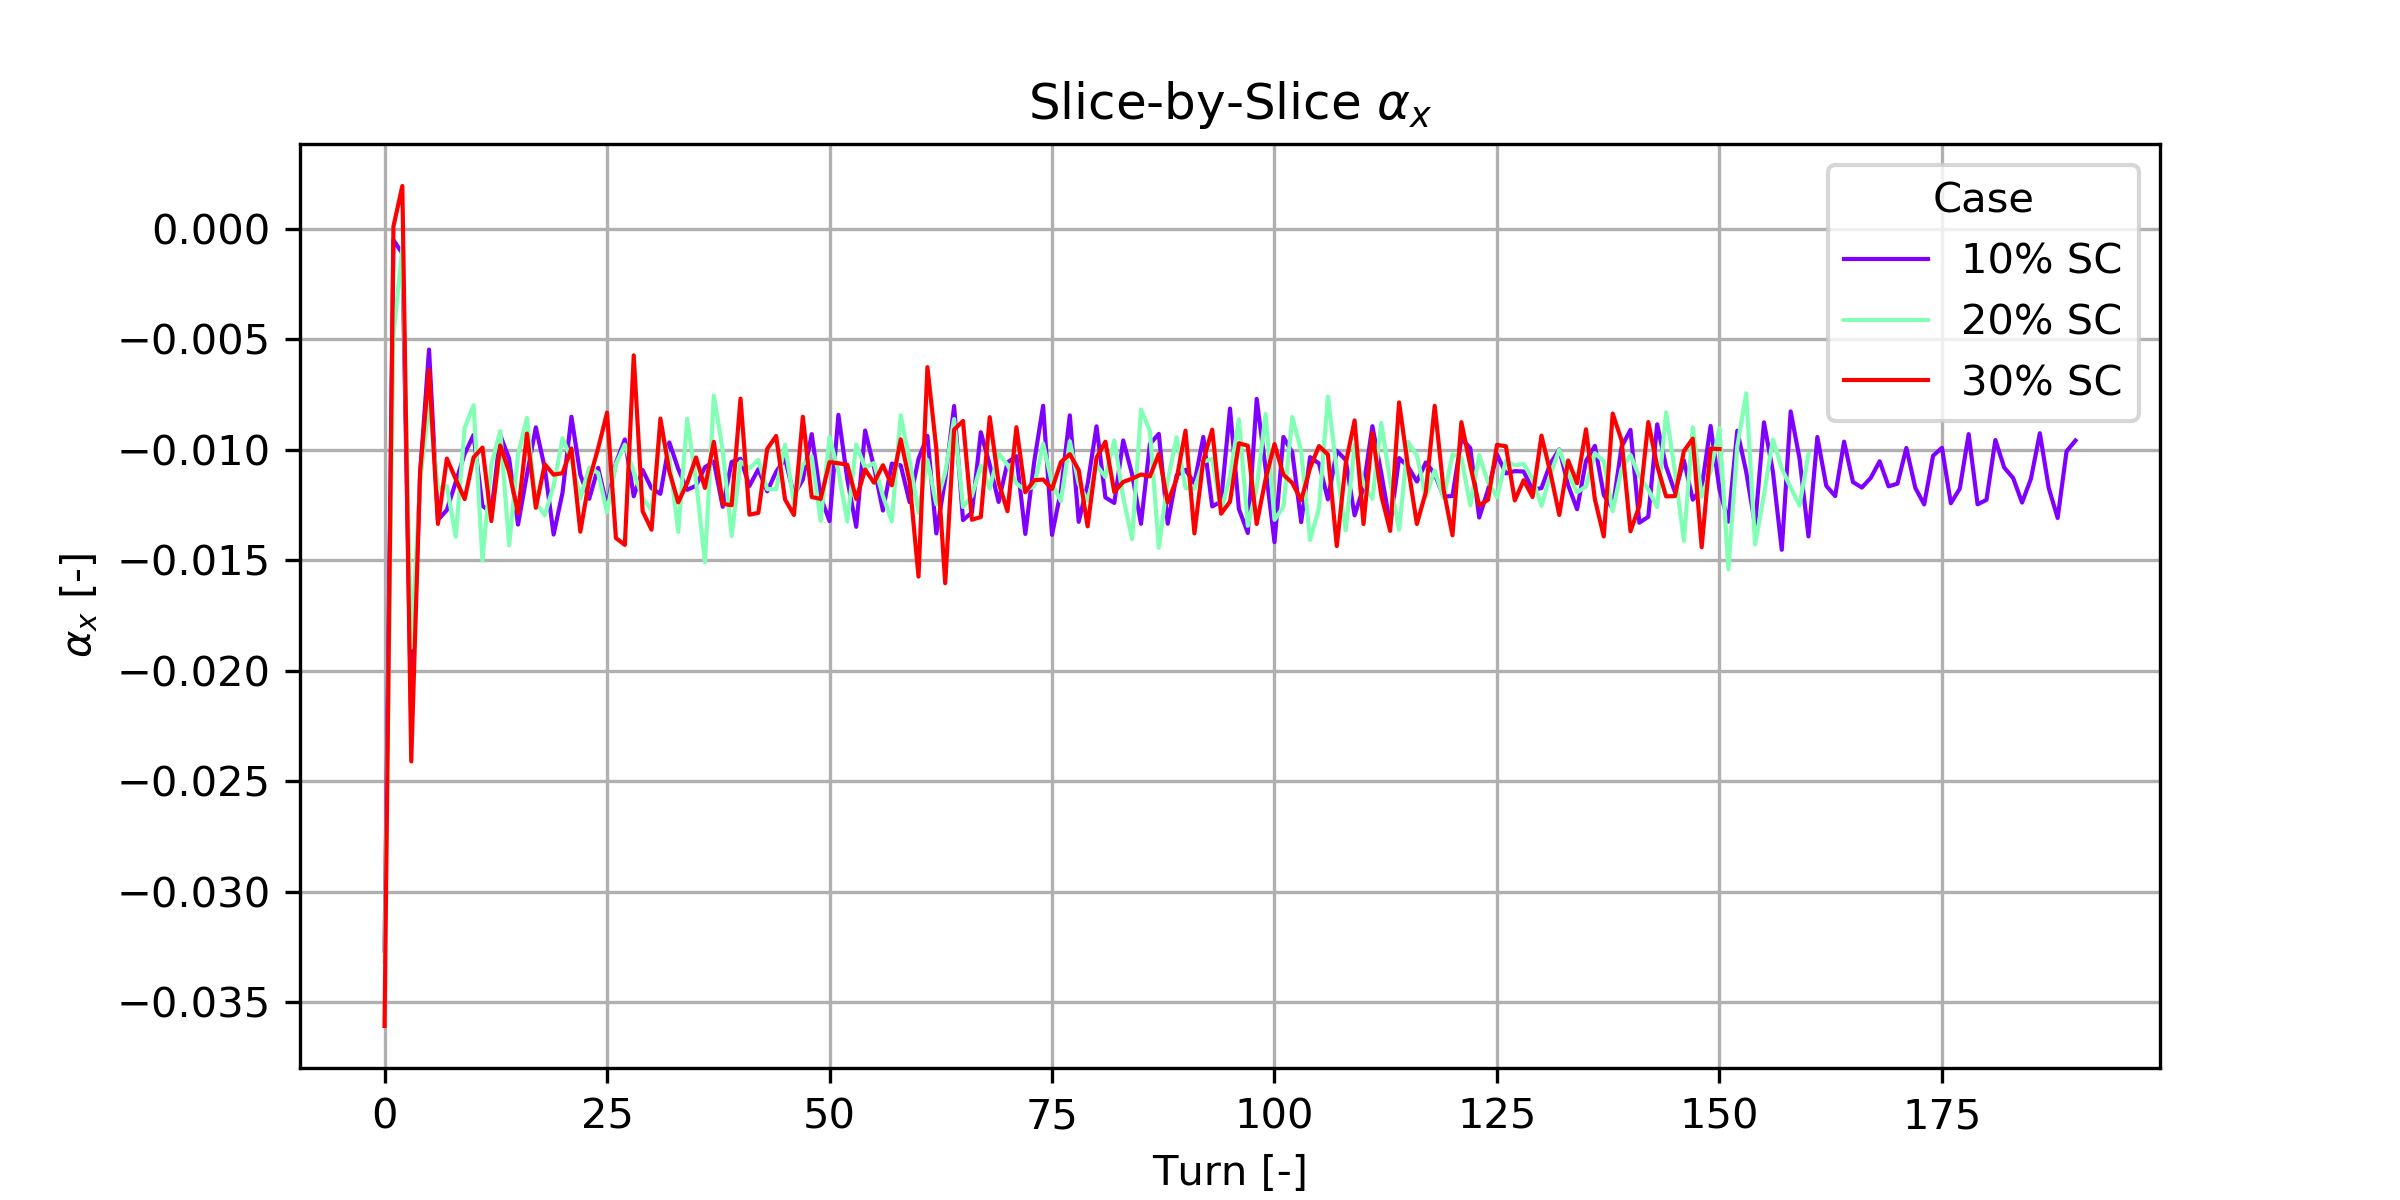 Slice-by-Slice αₓ
Case
10% SC
20% SC
30% SC
0.000
−0.005
−0.010
−0.015
−0.020
−0.025
−0.030
−0.035
αₓ [-]
0 25 50 75 100 125 150 175
Turn [-]